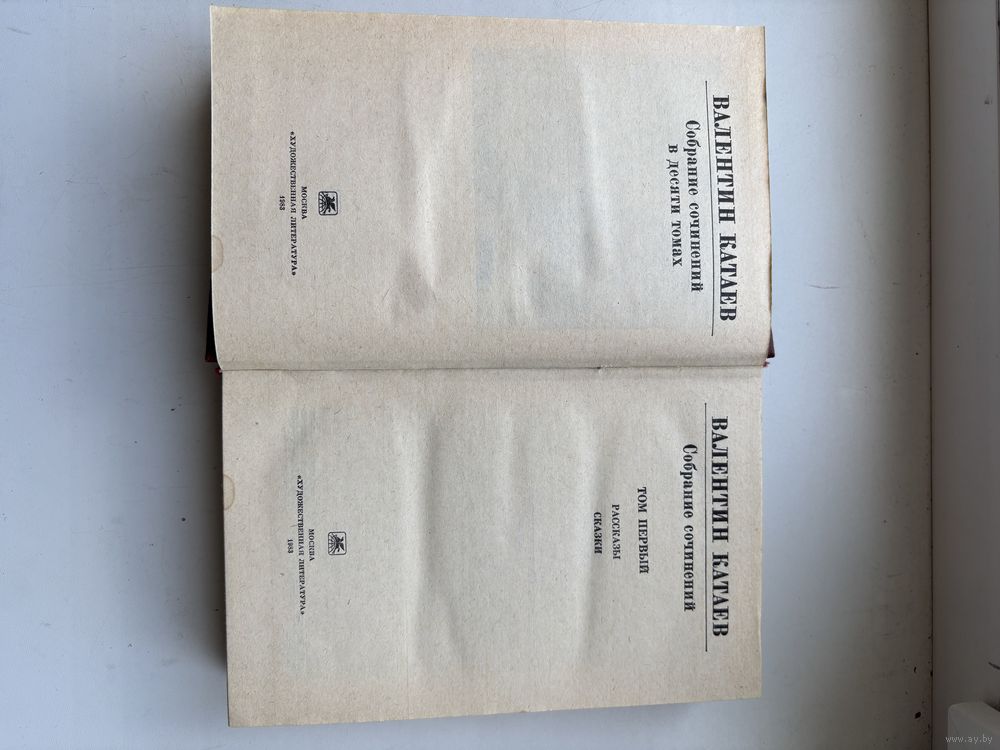 ВАЛЕНТИН КАТАЕВ
Собрание сочинений
в десяти томах
МОСКВА
«ХУДОЖЕСТВЕННАЯ ЛИТЕРАТУРА»
1983
ВАЛЕНТИН КАТАЕВ
Собрание сочинений
ТОМ ПЕРВЫЙ
РАССКАЗЫ
СКАЗКИ
МОСКВА
«ХУДОЖЕСТВЕННАЯ ЛИТЕРАТУРА»
1983
www.ay.by